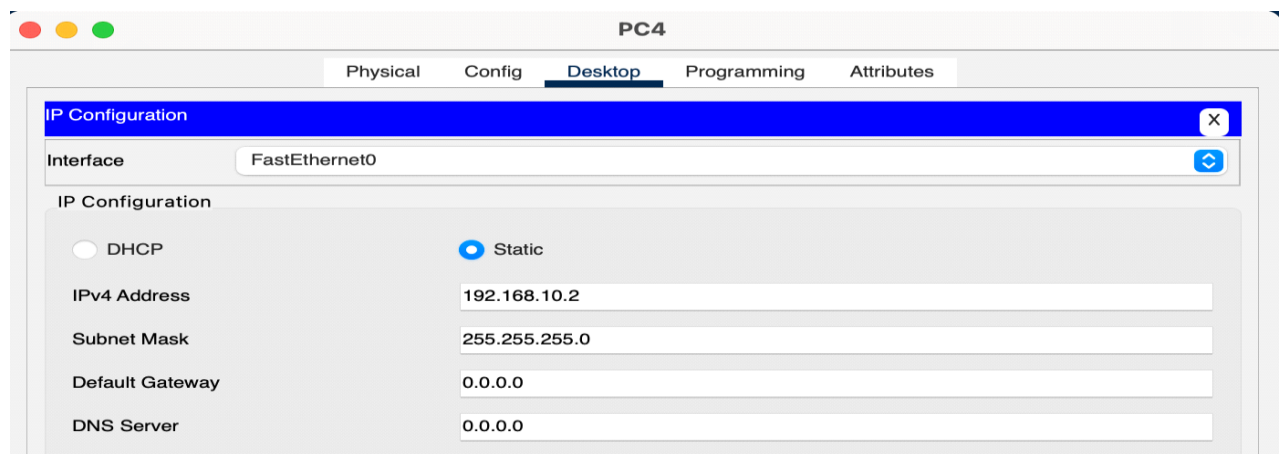 PC4
Physical Config Desktop Programming Attributes
IP Configuration
X
Interface FastEthernet0
IP Configuration
DHCP Static
IPv4 Address 192.168.10.2
Subnet Mask 255.255.255.0
Default Gateway 0.0.0.0
DNS Server 0.0.0.0